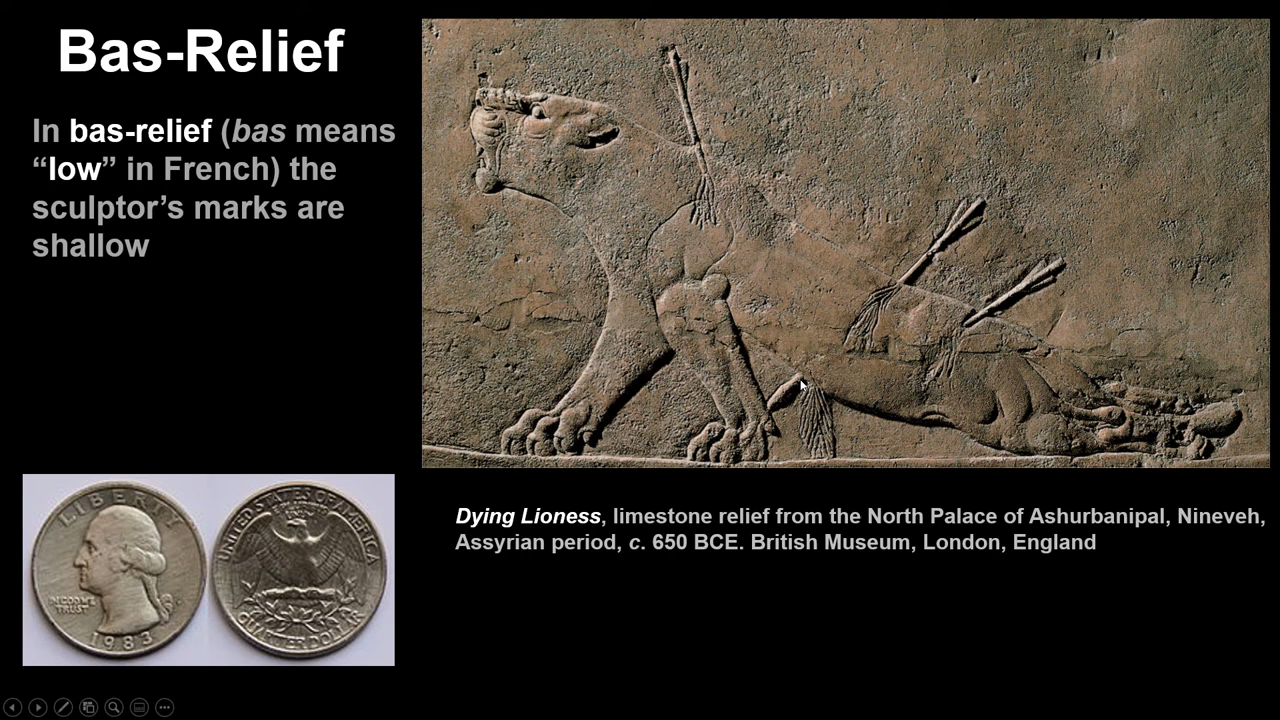 Bas-Relief
In bas-relief (bas means
“low” in French) the
sculptor’s marks are
shallow
Dying Lioness, limestone relief from the North Palace of Ashurbanipal, Nineveh,
Assyrian period, c. 650 BCE. British Museum, London, England
LIBERTY
IN GOD WE
TRUST
1983
UNITED STATES OF AMERICA
QUARTER DOLLAR